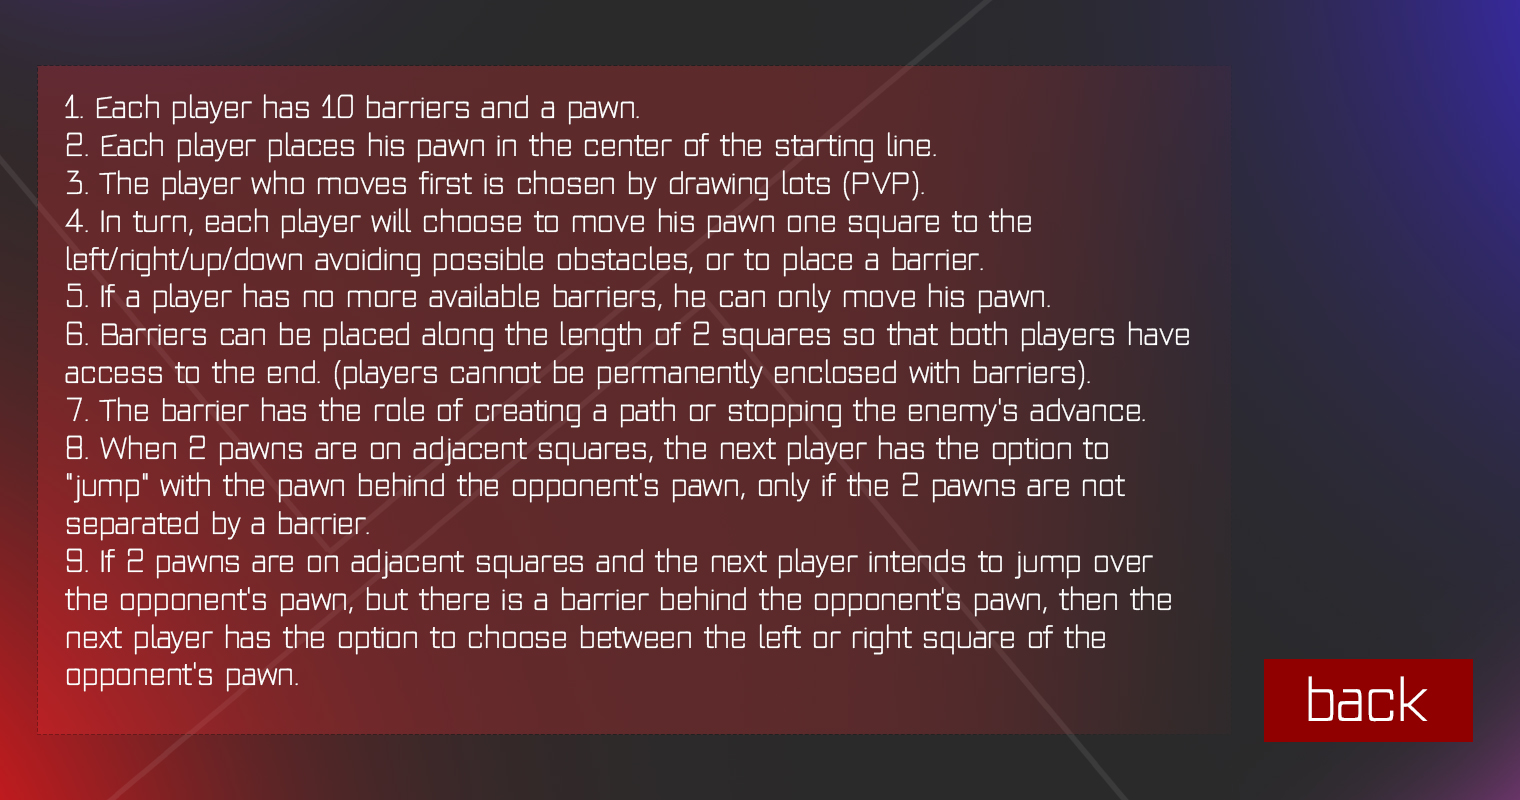 1. Each player has 10 barriers and a pawn.
2. Each player places his pawn in the center of the starting line.
3. The player who moves first is chosen by drawing lots (PVP).
4. In turn, each player will choose to move his pawn one square to the
left/right/up/down avoiding possible obstacles, or to place a barrier.
5. If a player has no more available barriers, he can only move his pawn.
6. Barriers can be placed along the length of 2 squares so that both players have
access to the end. (players cannot be permanently enclosed with barriers).
7. The barrier has the role of creating a path or stopping the enemy's advance.
8. When 2 pawns are on adjacent squares, the next player has the option to
"jump" with the pawn behind the opponent's pawn, only if the 2 pawns are not
separated by a barrier.
9. If 2 pawns are on adjacent squares and the next player intends to jump over
the opponent's pawn, but there is a barrier behind the opponent's pawn, then the
next player has the option to choose between the left or right square of the
opponent's pawn.
back